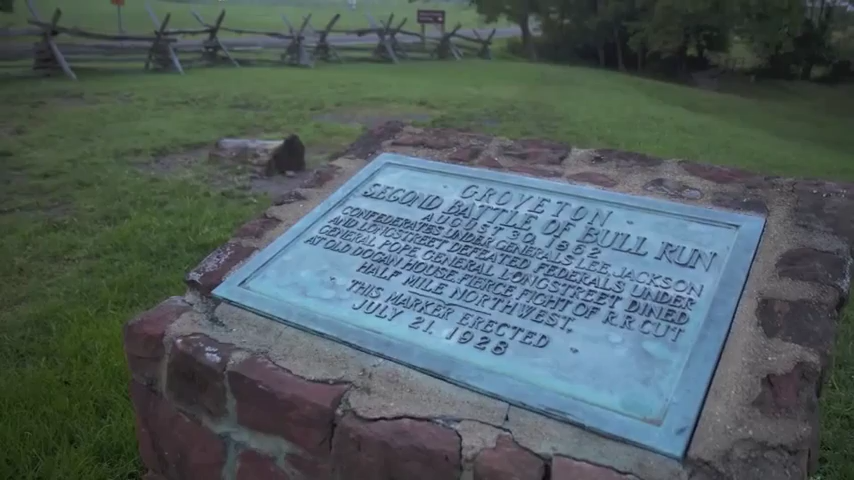 GROVETON
SECOND BATTLE OF BULL RUN
AUGUST 30, 1862
CONFEDERATES UNDER GENERALS LEE, JACKSON
AND LONGSTREET DEFEATED FEDERALS UNDER
GENERAL POPE. GENERAL LONGSTREET DINED
AT OLD DOGAN HOUSE. FIERCE FIGHT OF R.R. CUT
HALF MILE NORTHWEST.
THIS MARKER ERECTED
JULY 21, 1928